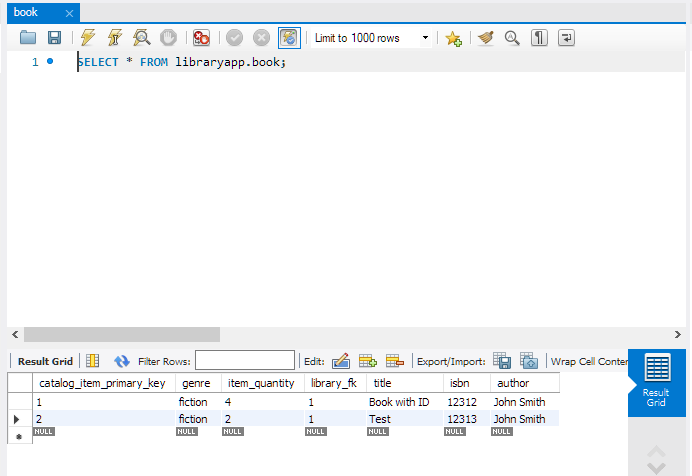 book
Limit to 1000 rows
1 SELECT * FROM libraryapp.book;
Result Grid Filter Rows: Edit: Export/Import: Wrap Cell Conter
catalog_item_primary_key genre item_quantity library_fk title isbn author
1 fiction 4 1 Book with ID 12312 John Smith
2 fiction 2 1 Test 12313 John Smith
NULL NULL NULL NULL NULL NULL NULL
Result
Grid